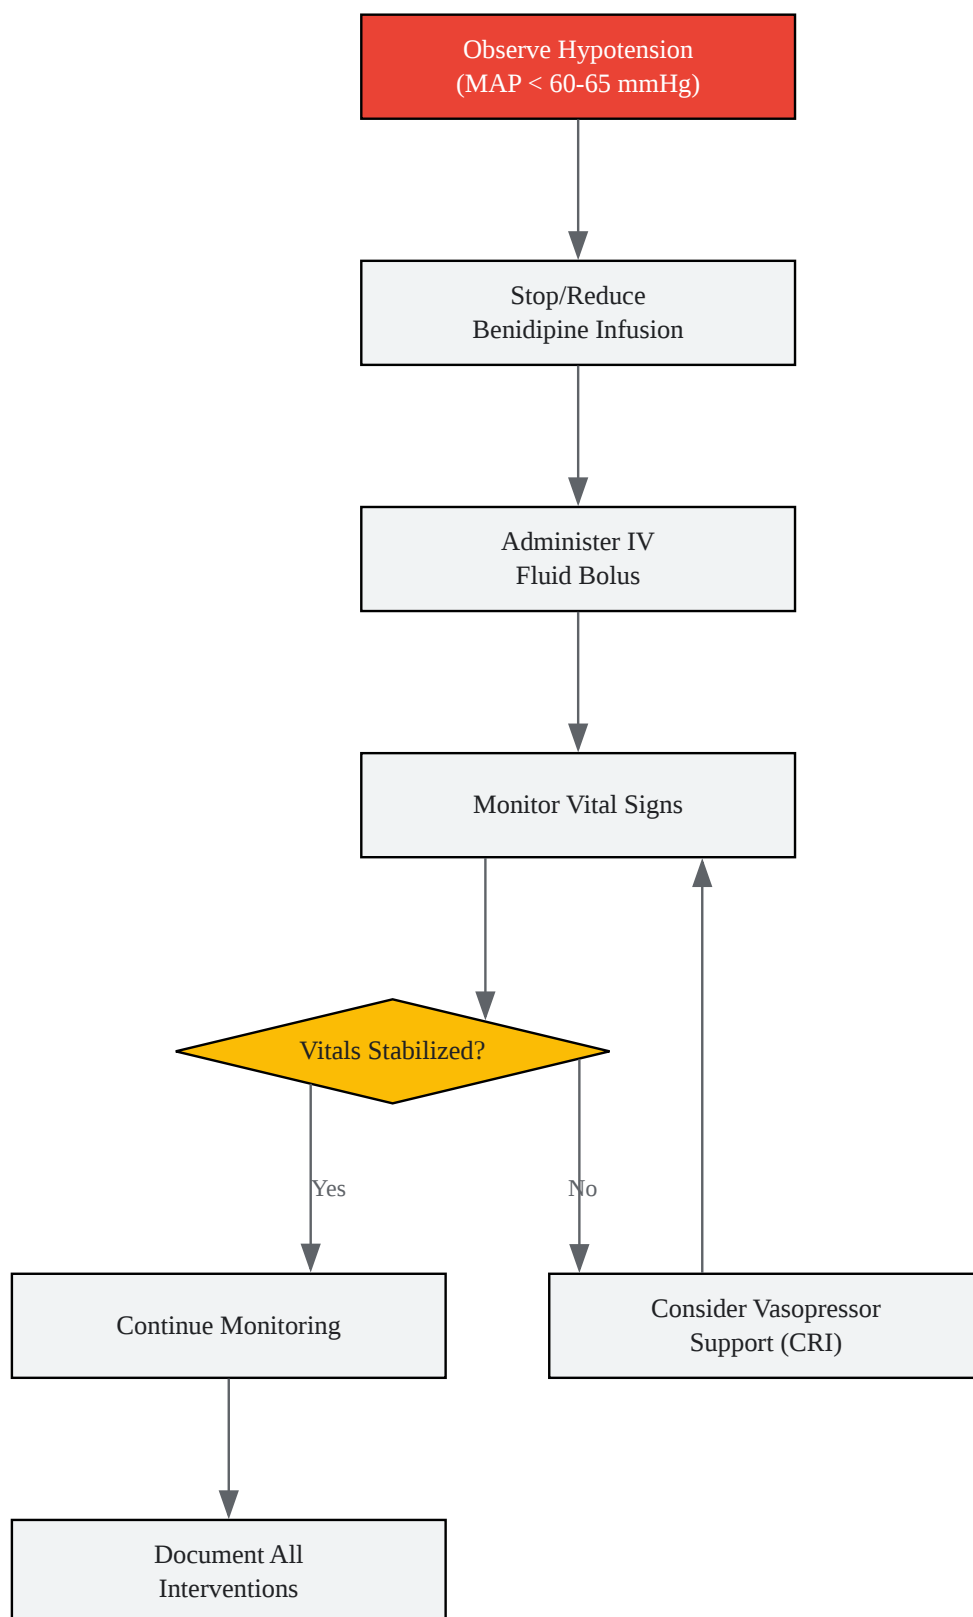 Observe Hypotension
(MAP < 60-65 mmHg)
Stop/Reduce
Benidipine Infusion
Administer IV
Fluid Bolus
Monitor Vital Signs
Vitals Stabilized?
Yes
No
Continue Monitoring
Consider Vasopressor
Support (CRI)
Document All
Interventions